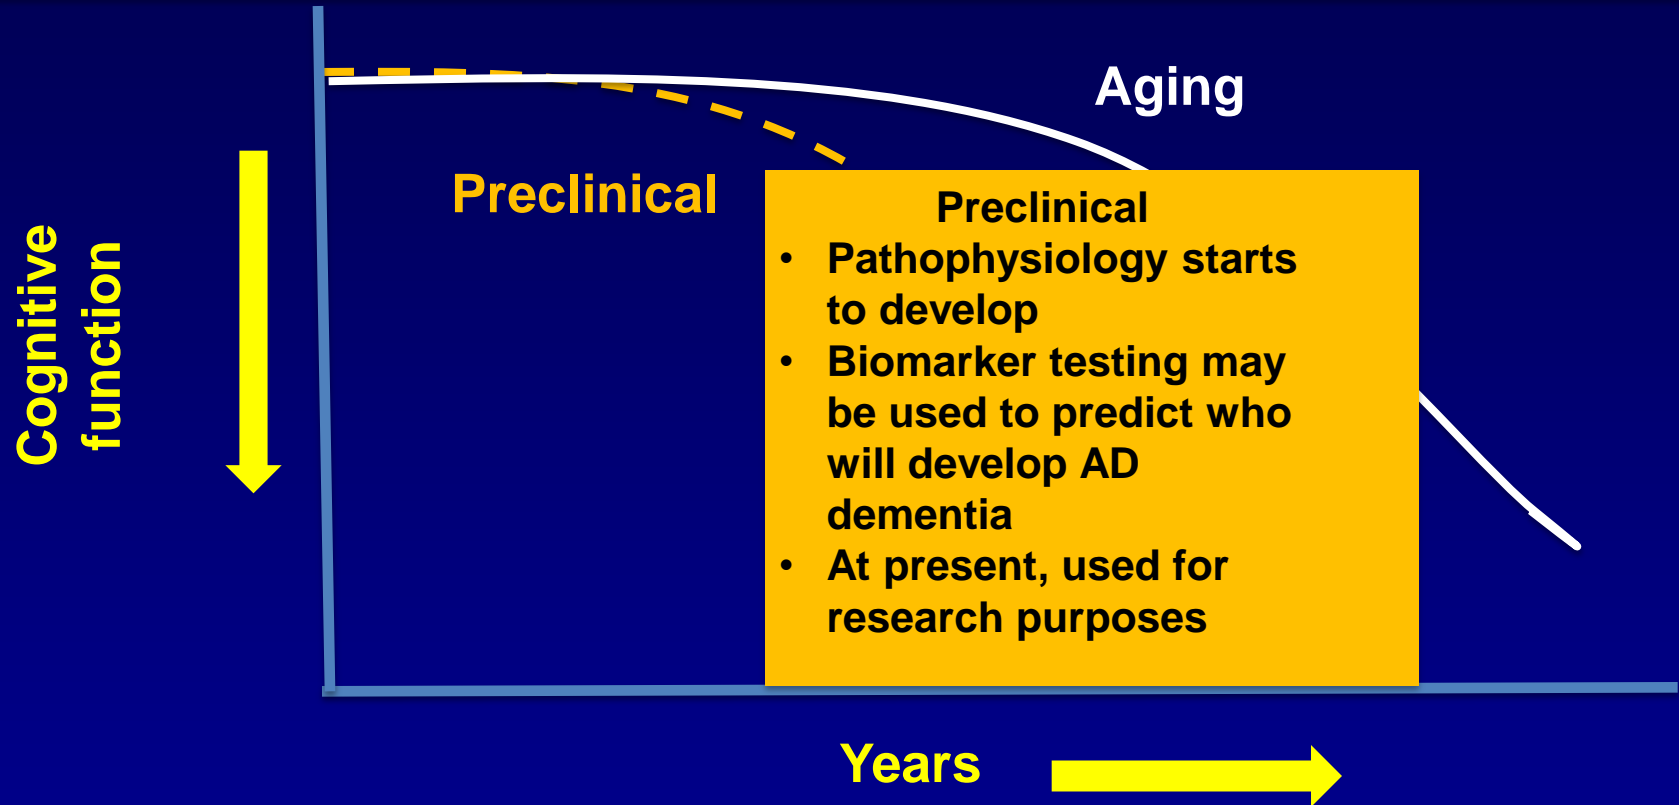 Aging
Preclinical
Preclinical
• Pathophysiology starts
to develop
• Biomarker testing may
be used to predict who
will develop AD
dementia
• At present, used for
research purposes
Cognitive
function
Years